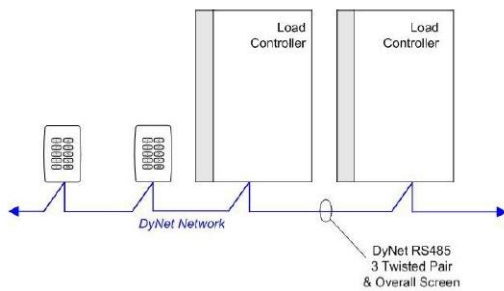 Load
Controller
Load
Controller
DyNet Network
DyNet RS485
3 Twisted Pair
& Overall Screen